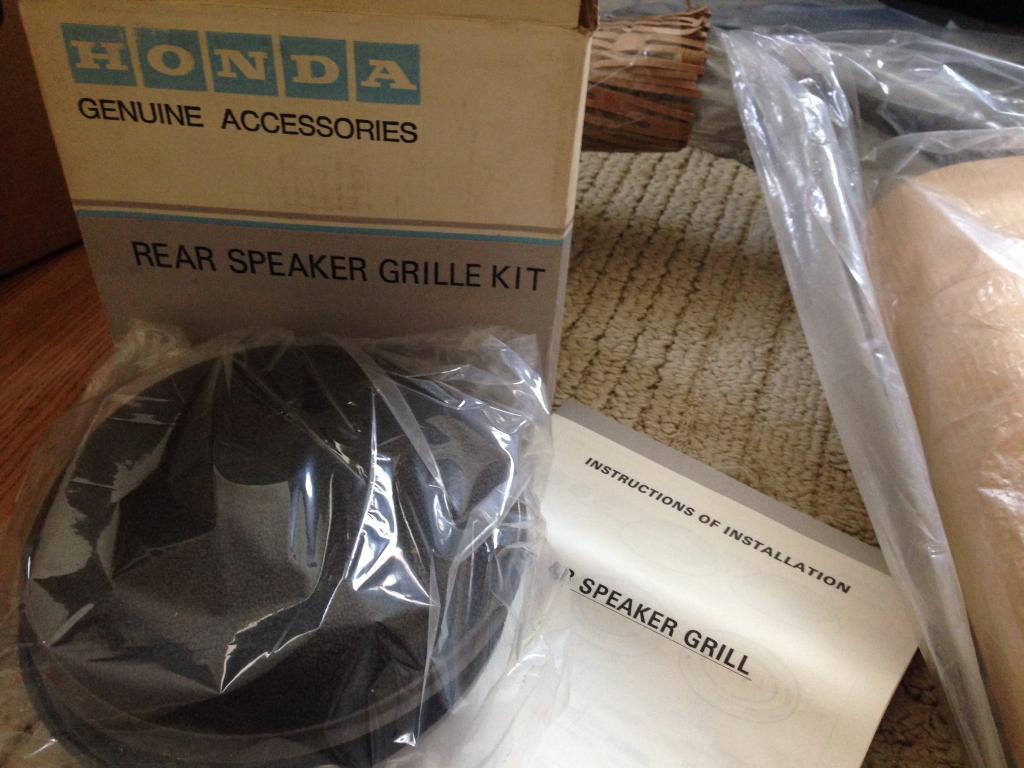 HONDA
GENUINE ACCESSORIES
REAR SPEAKER GRILLE KIT
INSTRUCTIONS OF INSTALLATION
SPEAKER GRILL